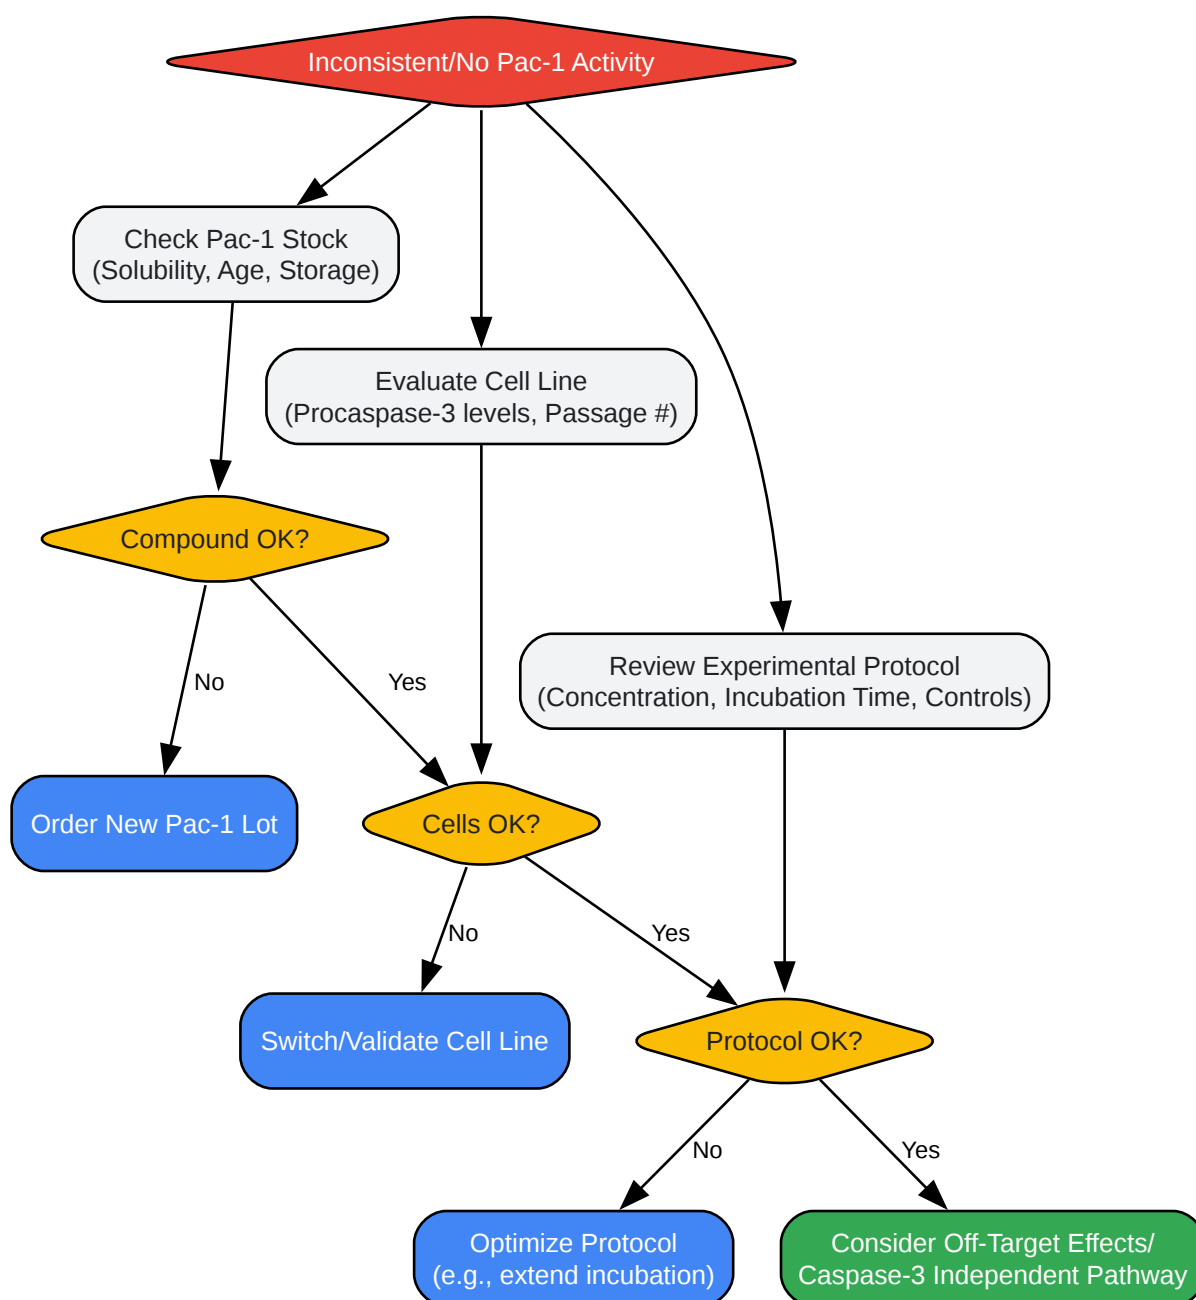 Inconsistent/No Pac-1 Activity
Check Pac-1 Stock
(Solubility, Age, Storage)
Evaluate Cell Line
(Procaspase-3 levels, Passage #)
Compound OK?
Review Experimental Protocol
(Concentration, Incubation Time, Controls)
No
Yes
Order New Pac-1 Lot
Cells OK?
No
Yes
Switch/Validate Cell Line
Protocol OK?
No
Yes
Optimize Protocol
(e.g., extend incubation)
Consider Off-Target Effects/
Caspase-3 Independent Pathway